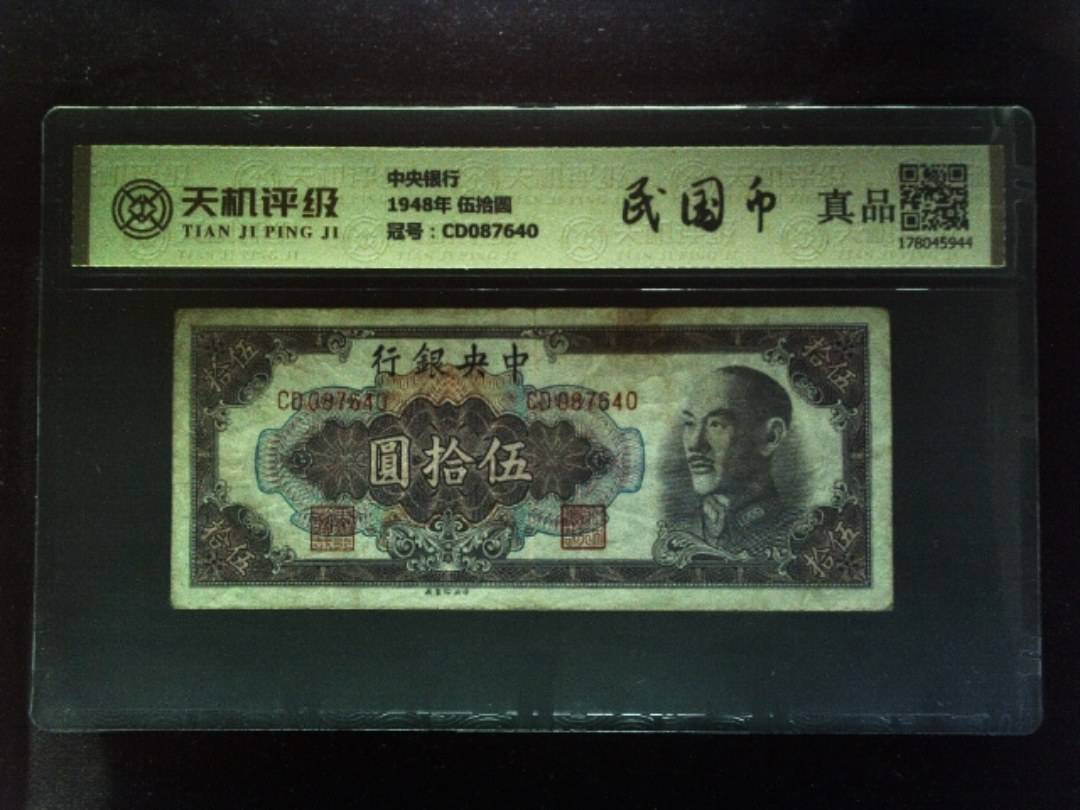 天机评级
TIAN JI PING JI
中央银行
1948年 伍拾圆
冠号：CD087640
民国币
真品
178045944
行銀央中
CD087640
CD087640
圓拾伍
拾伍
拾伍
拾伍
拾伍